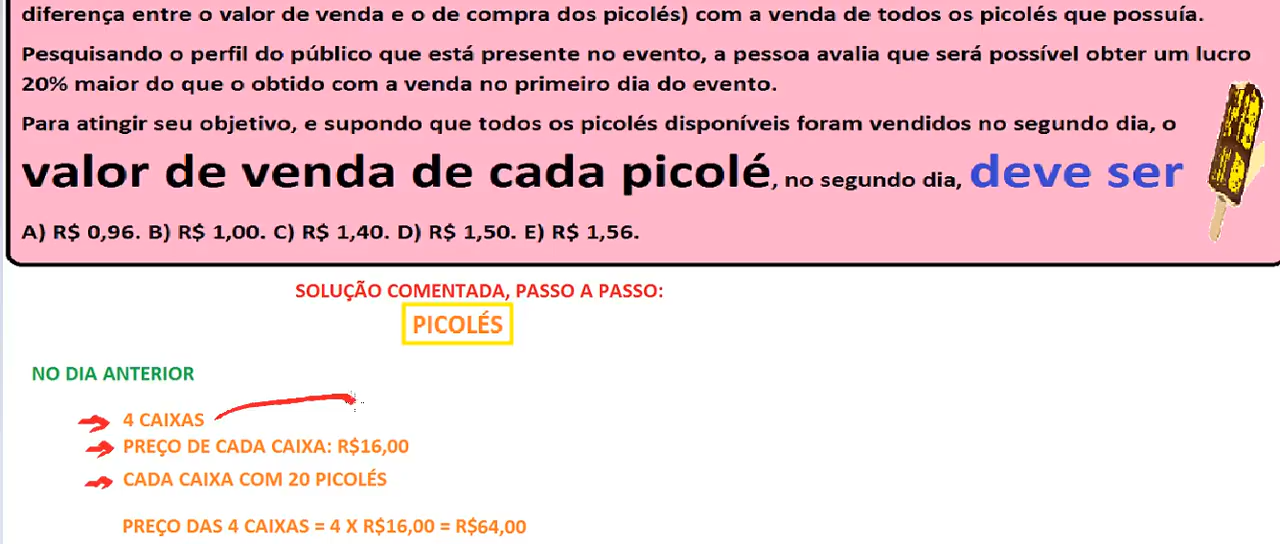 diferença entre o valor de venda e o de compra dos picolés) com a venda de todos os picolés que possuía.
Pesquisando o perfil do público que está presente no evento, a pessoa avalia que será possível obter um lucro
20% maior do que o obtido com a venda no primeiro dia do evento.
Para atingir seu objetivo, e supondo que todos os picolés disponíveis foram vendidos no segundo dia, o
valor de venda de cada picolé, no segundo dia, deve ser
A) R$ 0,96. B) R$ 1,00. C) R$ 1,40. D) R$ 1,50. E) R$ 1,56.
SOLUÇÃO COMENTADA, PASSO A PASSO:
PICOLÉS
NO DIA ANTERIOR
4 CAIXAS
PREÇO DE CADA CAIXA: R$16,00
CADA CAIXA COM 20 PICOLÉS
PREÇO DAS 4 CAIXAS = 4 X R$16,00 = R$64,00